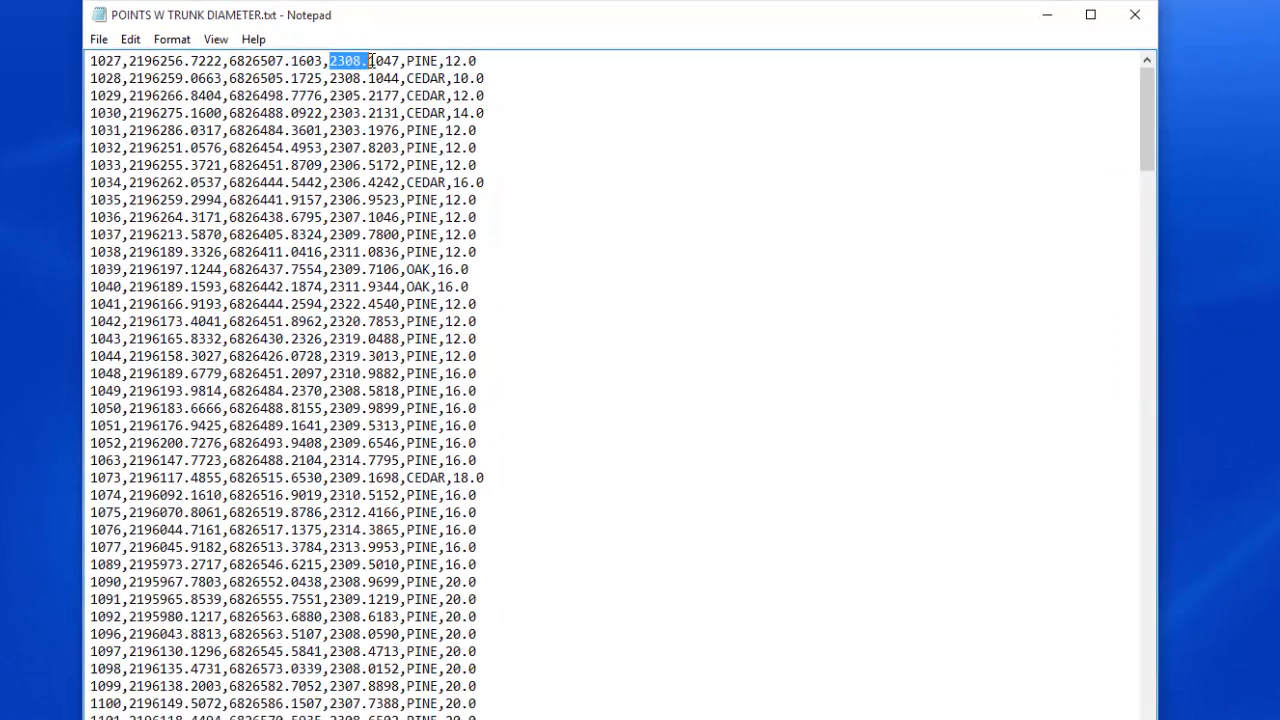 POINTS W TRUNK DIAMETER.txt - Notepad
File Edit Format View Help
1027,2196256.7222,6826507.1603,2308.1047,PINE,12.0
1028,2196259.0663,6826505.1725,2308.1044,CEDAR,10.0
1029,2196266.8404,6826498.7776,2305.2177,CEDAR,12.0
1030,2196275.1600,6826488.0922,2303.2131,CEDAR,14.0
1031,2196286.0317,6826484.3601,2303.1976,PINE,12.0
1032,2196251.0576,6826454.4953,2307.8203,PINE,12.0
1033,2196255.3721,6826451.8709,2306.5172,PINE,12.0
1034,2196262.0537,6826444.5442,2306.4242,CEDAR,16.0
1035,2196259.2994,6826441.9157,2306.9523,PINE,12.0
1036,2196264.3171,6826438.6795,2307.1046,PINE,12.0
1037,2196213.5870,6826405.8324,2309.7800,PINE,12.0
1038,2196189.3326,6826411.0416,2311.0836,PINE,12.0
1039,2196197.1244,6826437.7554,2309.7106,OAK,16.0
1040,2196189.1593,6826442.1874,2311.9344,OAK,16.0
1041,2196166.9193,6826444.2594,2322.4540,PINE,12.0
1042,2196173.4041,6826451.8962,2320.7853,PINE,12.0
1043,2196165.8332,6826430.2326,2319.0488,PINE,12.0
1044,2196158.3027,6826426.0728,2319.3013,PINE,12.0
1048,2196189.6779,6826451.2097,2310.9882,PINE,16.0
1049,2196193.9814,6826484.2370,2308.5818,PINE,16.0
1050,2196183.6666,6826488.8155,2309.9899,PINE,16.0
1051,2196176.9425,6826489.1641,2309.5313,PINE,16.0
1052,2196200.7276,6826493.9408,2309.6546,PINE,16.0
1063,2196147.7723,6826488.2104,2314.7795,PINE,16.0
1073,2196117.4855,6826515.6530,2309.1698,CEDAR,18.0
1074,2196092.1610,6826516.9019,2310.5152,PINE,16.0
1075,2196070.8061,6826519.8786,2312.4166,PINE,16.0
1076,2196044.7161,6826517.1375,2314.3865,PINE,16.0
1077,2196045.9182,6826513.3784,2313.9953,PINE,16.0
1089,2195973.2717,6826546.6215,2309.5010,PINE,16.0
1090,2195967.7803,6826552.0438,2308.9699,PINE,20.0
1091,2195965.8539,6826555.7551,2309.1219,PINE,20.0
1092,2195980.1217,6826563.6880,2308.6183,PINE,20.0
1096,2196043.8813,6826563.5107,2308.0590,PINE,20.0
1097,2196130.1296,6826545.5841,2308.4713,PINE,20.0
1098,2196135.4731,6826573.0339,2308.0152,PINE,20.0
1099,2196138.2003,6826582.7052,2307.8898,PINE,20.0
1100,2196149.5072,6826586.1507,2307.7388,PINE,20.0